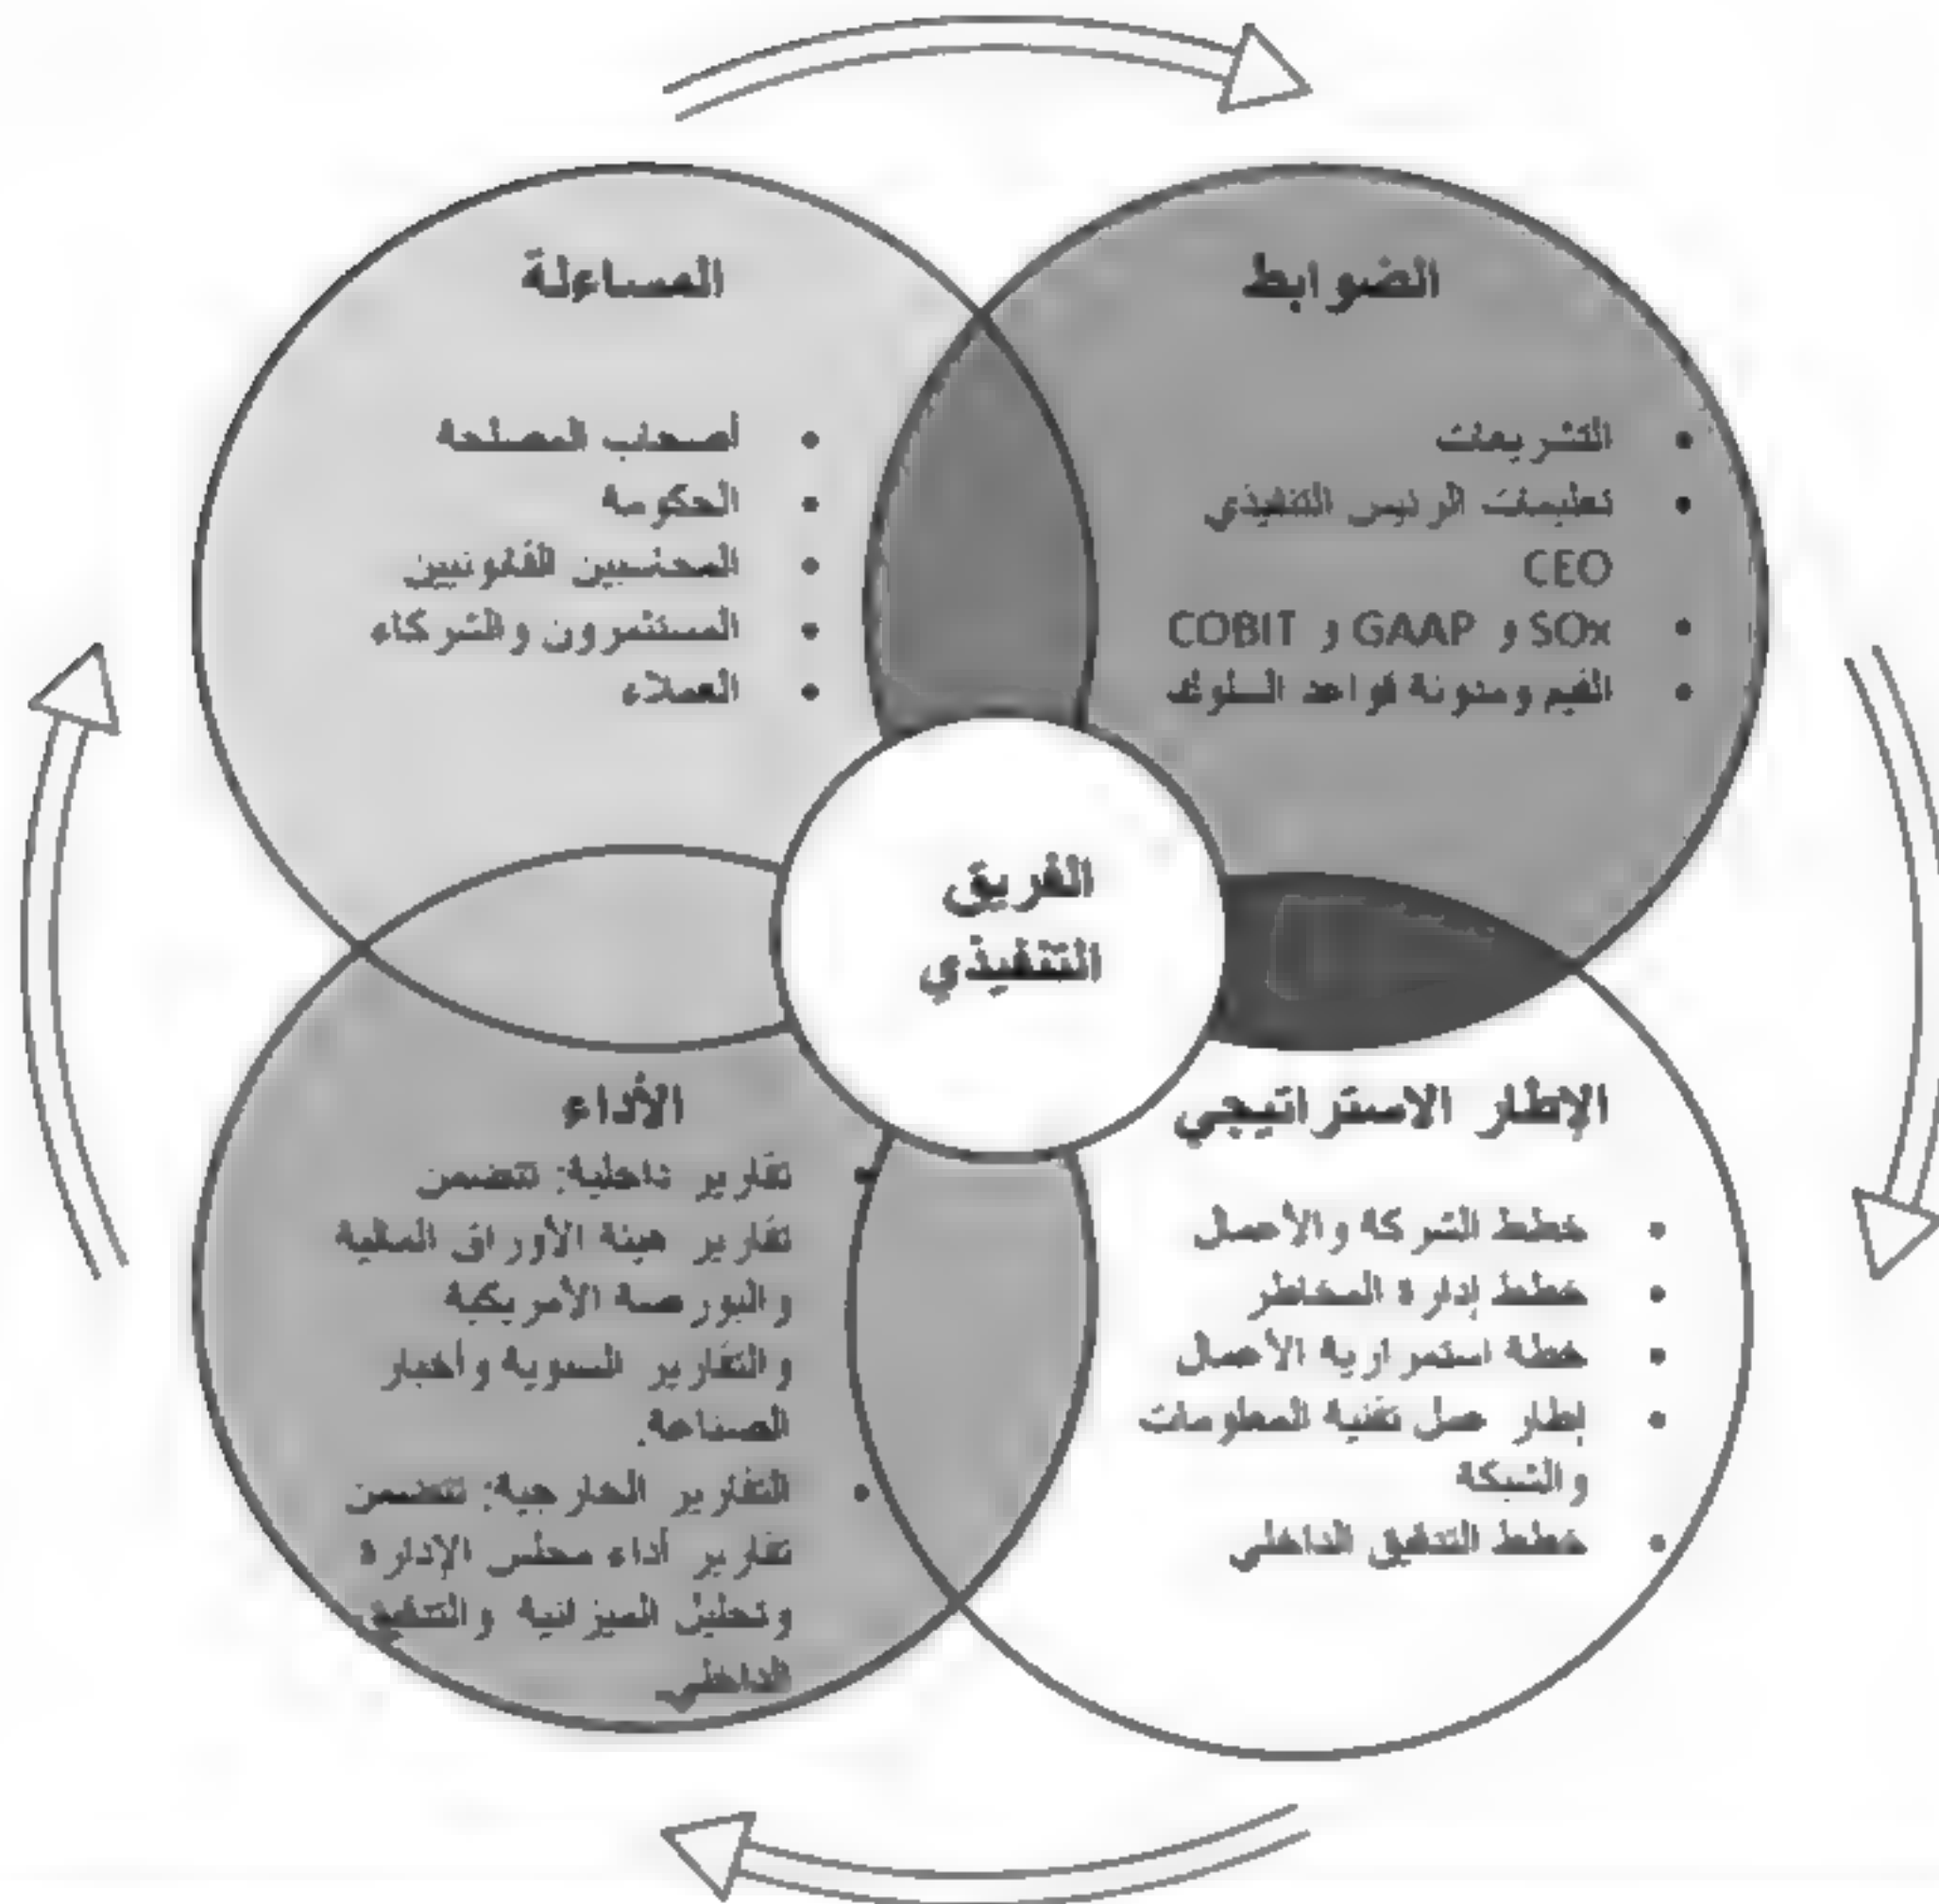 الضوابط
التشريعات
تعليمات الرئيس التنفيذي
CEO
SOx و GAAP و COBIT
القيم ومدونة قواعد السلوك
المساءلة
أصحاب المصلحة
الحكومة
المحاسبين القانونيين
المستثمرون والشركاء
العملاء
الفريق
التنفيذي
الإطار الاستراتيجي
خطط الشركة والأعمال
خطط إدارة المخاطر
خطة استمرارية الأعمال
إطار عمل تقنية المعلومات
والشبكة
خطط التدقيق الداخلي
الأداء
تقارير داخلية: تتضمن
تقارير هيئة الأوراق المالية
والبورصة الأمريكية
والتقارير السنوية وأخبار
الصناعة.
التقارير الخارجية: تتضمن
تقارير أداء مجلس الإدارة
وتحليل الميزانية والتدقيق
الداخلي.